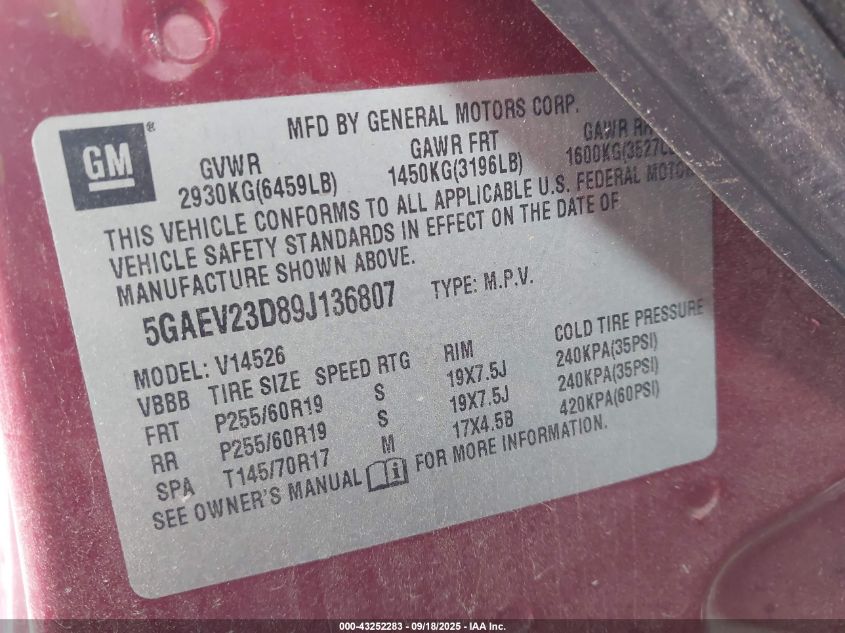 MFD BY GENERAL MOTORS CORP.
GM®
GVWR GAWR FRT GAWR
2930KG(6459LB) 1450KG(3196LB) 1600KG(3527
THIS VEHICLE CONFORMS TO ALL APPLICABLE U.S. FEDERAL MOTOR
VEHICLE SAFETY STANDARDS IN EFFECT ON THE DATE OF
MANUFACTURE SHOWN ABOVE.
5GAEV23D89J136807 TYPE: M.P.V.
MODEL: V14526
VBBB TIRE SIZE SPEED RTG RIM COLD TIRE PRESSURE
FRT P255/60R19 S 19X7.5J 240KPA(35PSI)
RR P255/60R19 S 19X7.5J 240KPA(35PSI)
SPA T145/70R17 M 17X4.5B 420KPA(60PSI)
SEE OWNER'S MANUAL i FOR MORE INFORMATION.
000-43252283 - 09/18/2025 - IAA Inc.